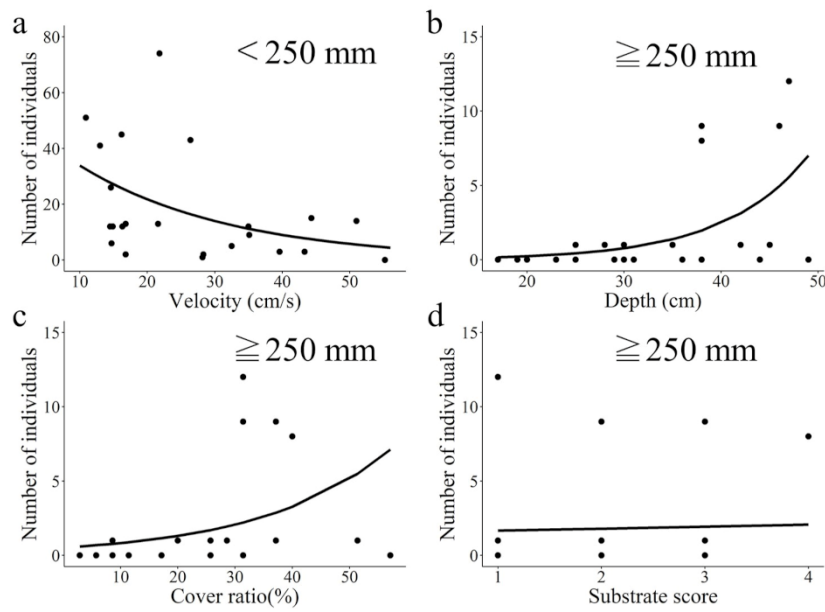 a
< 250 mm
Number of individuals
80
60
40
20
0
10 20 30 40 50
Velocity (cm/s)
b
≧ 250 mm
Number of individuals
15
10
5
0
20 30 40 50
Depth (cm)
c
≧ 250 mm
Number of individuals
15
10
5
0
10 20 30 40 50
Cover ratio(%)
d
≧ 250 mm
Number of individuals
15
10
5
0
1 2 3 4
Substrate score